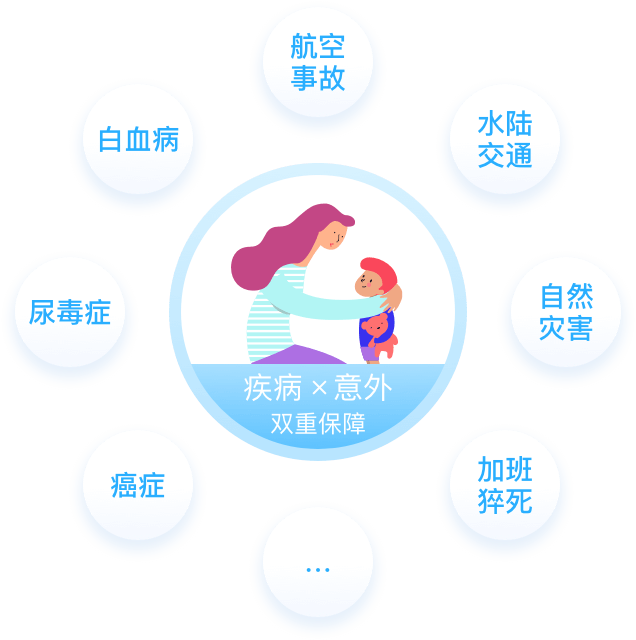 航空
事故
白血病
水陆
交通
尿毒症
自然
灾害
疾病×意外
双重保障
癌症
加班
猝死
...